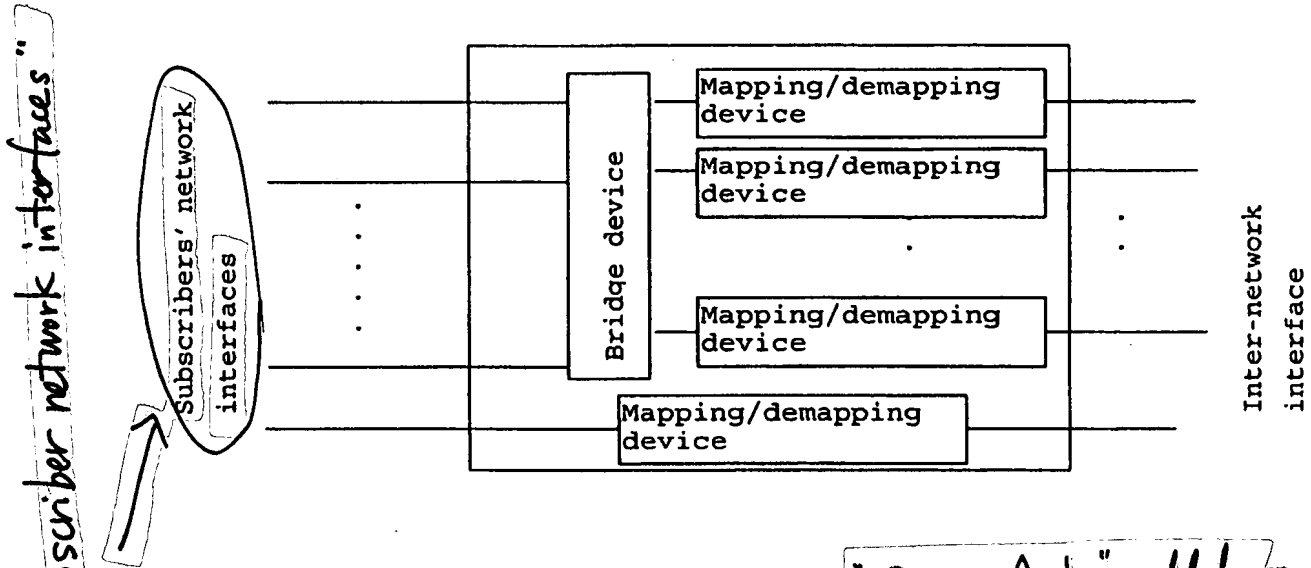 scriber network interfaces"
Subscribers' network
interfaces
Bridge device
Mapping/demapping
device
Mapping/demapping
device
Mapping/demapping
device
Mapping/demapping
device
Inter-network
interface